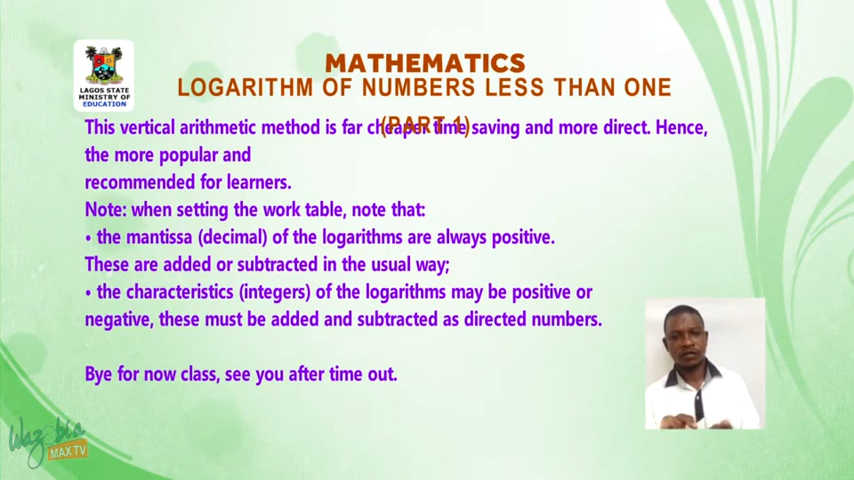 LAGOS STATE
MINISTRY OF
EDUCATION
MATHEMATICS
LOGARITHM OF NUMBERS LESS THAN ONE
(PART 1)
This vertical arithmetic method is far cheaper time saving and more direct. Hence,
the more popular and
recommended for learners.
Note: when setting the work table, note that:
• the mantissa (decimal) of the logarithms are always positive.
These are added or subtracted in the usual way;
• the characteristics (integers) of the logarithms may be positive or
negative, these must be added and subtracted as directed numbers.
Bye for now class, see you after time out.
Wazobia
MAX TV